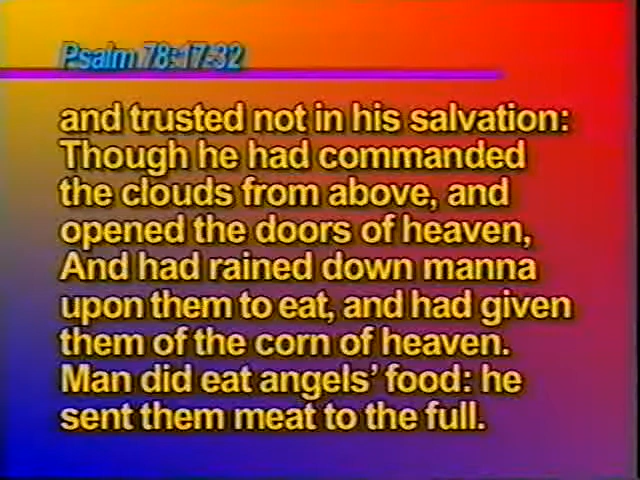 Psalm 78:17-32
and trusted not in his salvation:
Though he had commanded
the clouds from above, and
opened the doors of heaven,
And had rained down manna
upon them to eat, and had given
them of the corn of heaven.
Man did eat angels’ food: he
sent them meat to the full.